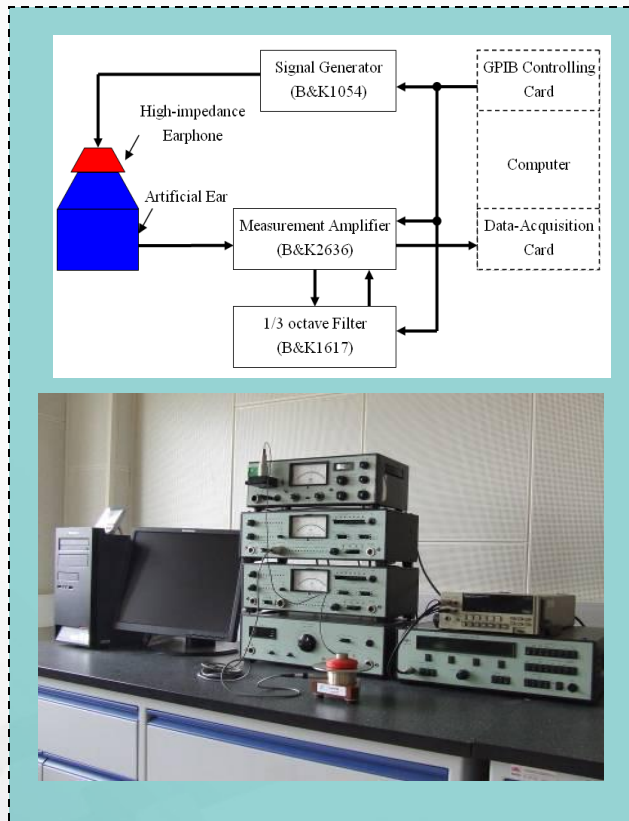 Signal Generator
(B&K1054)
GPIB Controlling
Card
High-impedance
Earphone
Computer
Artificial Ear
Measurement Amplifier
(B&K2636)
Data-Acquisition
Card
1/3 octave Filter
(B&K1617)